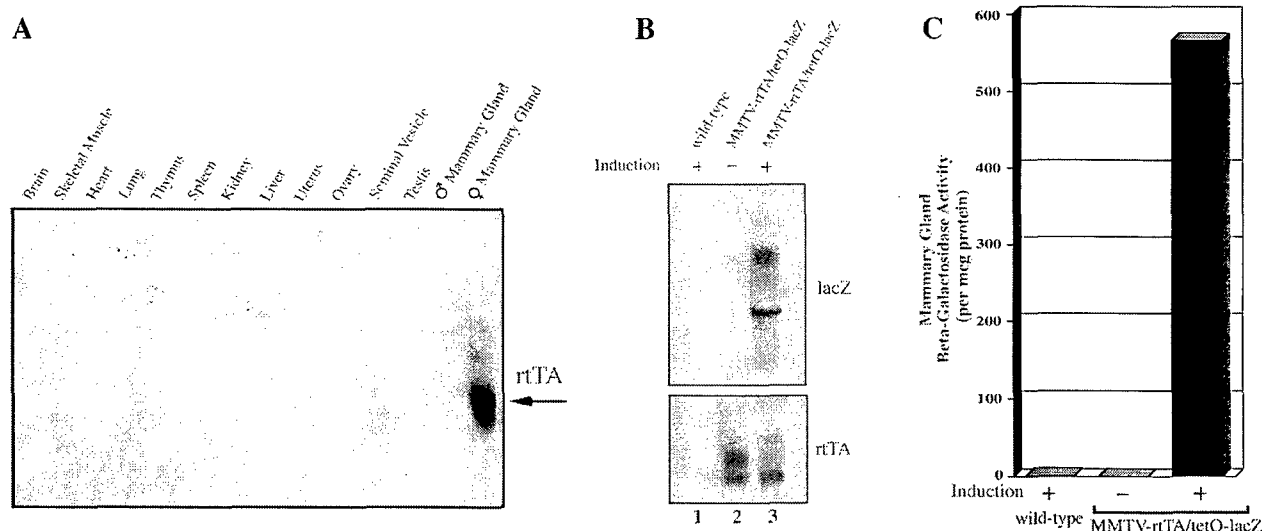 A
Brain
Skeletal Muscle
Heart
Lung
Thymus
Spleen
Kidney
Liver
Uterus
Ovary
Seminal Vesicle
Testis
♂ Mammary Gland
♀ Mammary Gland
rtTA
B
wild-type
MMTV-rtTA/tetO-lacZ
MMTV-rtTA/tetO-lacZ
Induction + − +
lacZ
rtTA
1 2 3
C
Mammary Gland
Beta-Galactosidase Activity
(per mcg protein)
600
500
400
300
200
100
0
Induction + − +
wild-type MMTV-rtTA/tetO-lacZ